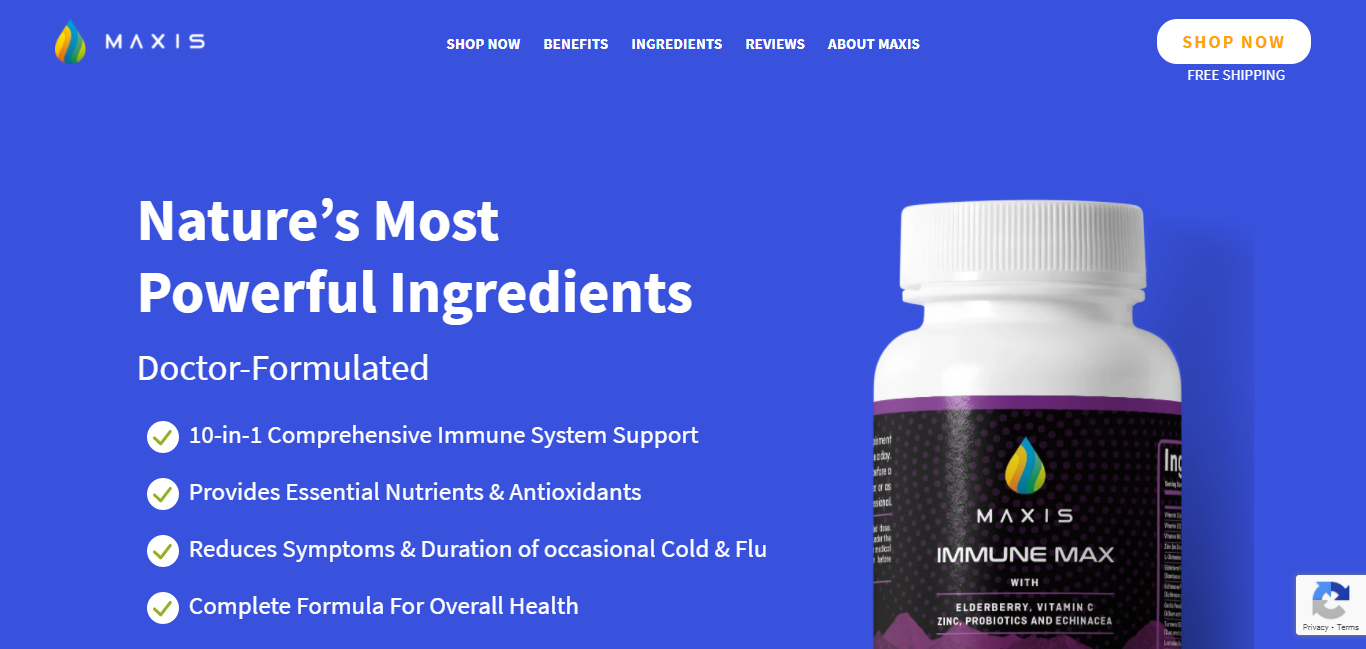 MAXIS
SHOP NOW
BENEFITS
INGREDIENTS
REVIEWS
ABOUT MAXIS
SHOP NOW
FREE SHIPPING
Nature’s Most
Powerful Ingredients
Doctor-Formulated
10-in-1 Comprehensive Immune System Support
Provides Essential Nutrients & Antioxidants
Reduces Symptoms & Duration of occasional Cold & Flu
Complete Formula For Overall Health
MAXIS
IMMUNE MAX
WITH
ELDERBERRY, VITAMIN C
ZINC, PROBIOTICS AND ECHINACEA
Privacy - Terms